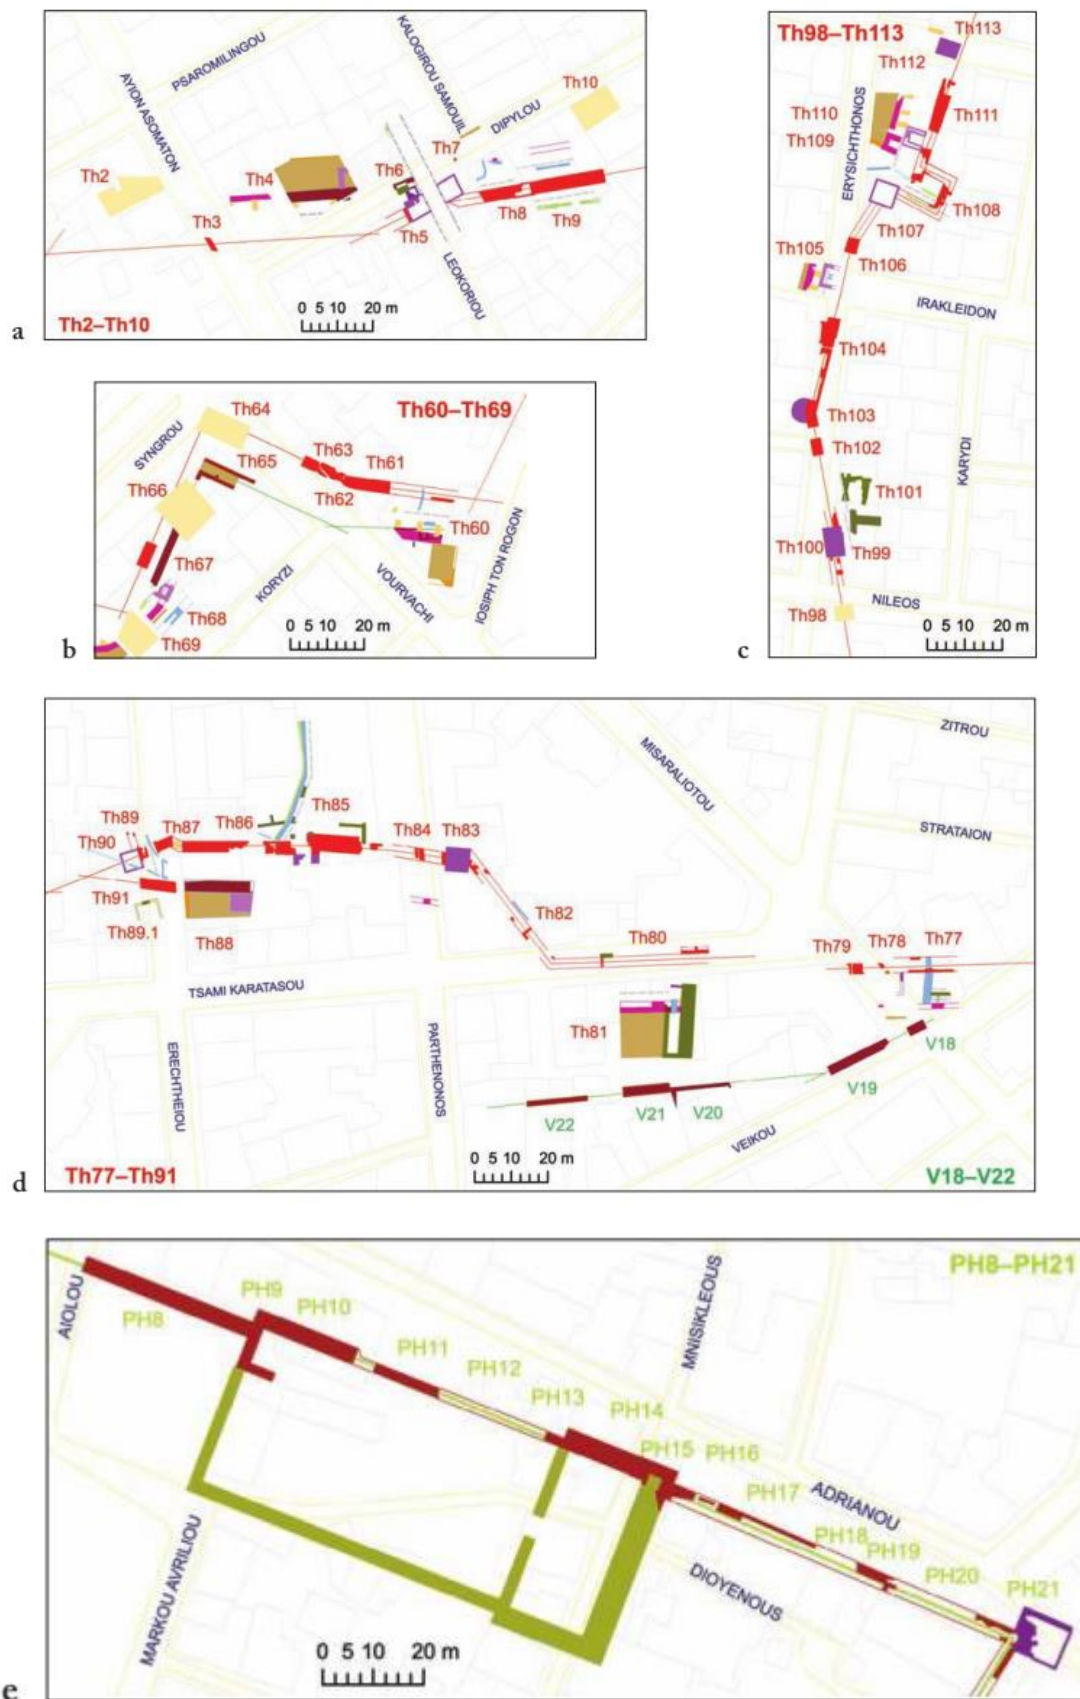 KALOGIROU SAMOUIL
PSAROMILINGOU
AYION ASOMATON
DIPYLOU
Th10
Th7
Th2
Th4
Th6
Th3
Th5
Th8
Th9
LEOKORIOU
0 5 10 20 m
Th2–Th10
a
Th60–Th69
Th64
SYNGROU
Th63
Th65
Th61
Th66
Th62
Th60
Th67
KORYZI
VOURVACHI
IOSIPH TON ROGON
Th68
0 5 10 20 m
Th69
b
Th98–Th113
Th113
Th112
ERYSICHTHONOS
Th110
Th111
Th109
Th108
Th107
Th105
Th106
IRAKLEIDON
Th104
Th103
Th102
KARYDI
Th101
Th100
Th99
NILEOS
Th98
0 5 10 20 m
c
ZITROU
MISARALIOTOU
STRATAION
Th85
Th89
Th87
Th86
Th84
Th83
Th90
Th91
Th82
Th89.1
Th88
Th80
Th79
Th78
Th77
TSAMI KARATASOU
Th81
ERECHTHEIOU
PARTHENONOS
V18
V19
V22
V21
V20
VEIKOU
0 5 10 20 m
Th77–Th91
V18–V22
d
PH8–PH21
AIOLOU
MNISIKLEOUS
PH9
PH8
PH10
PH11
PH12
PH13
PH14
PH15
PH16
PH17
ADRIANOU
PH18
PH19
PH20
PH21
DIOYENOUS
MARKOU AVRILIOU
0 5 10 20 m
e